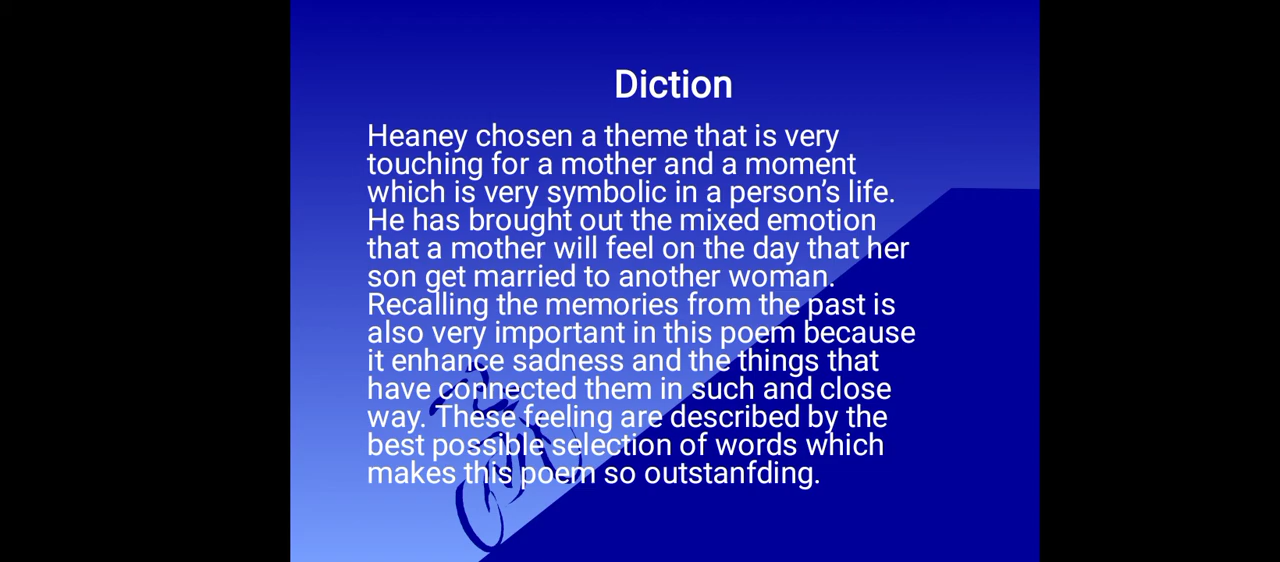 Diction
Heaney chosen a theme that is very
touching for a mother and a moment
which is very symbolic in a person’s life.
He has brought out the mixed emotion
that a mother will feel on the day that her
son get married to another woman.
Recalling the memories from the past is
also very important in this poem because
it enhance sadness and the things that
have connected them in such and close
way. These feeling are described by the
best possible selection of words which
makes this poem so outstanfding.